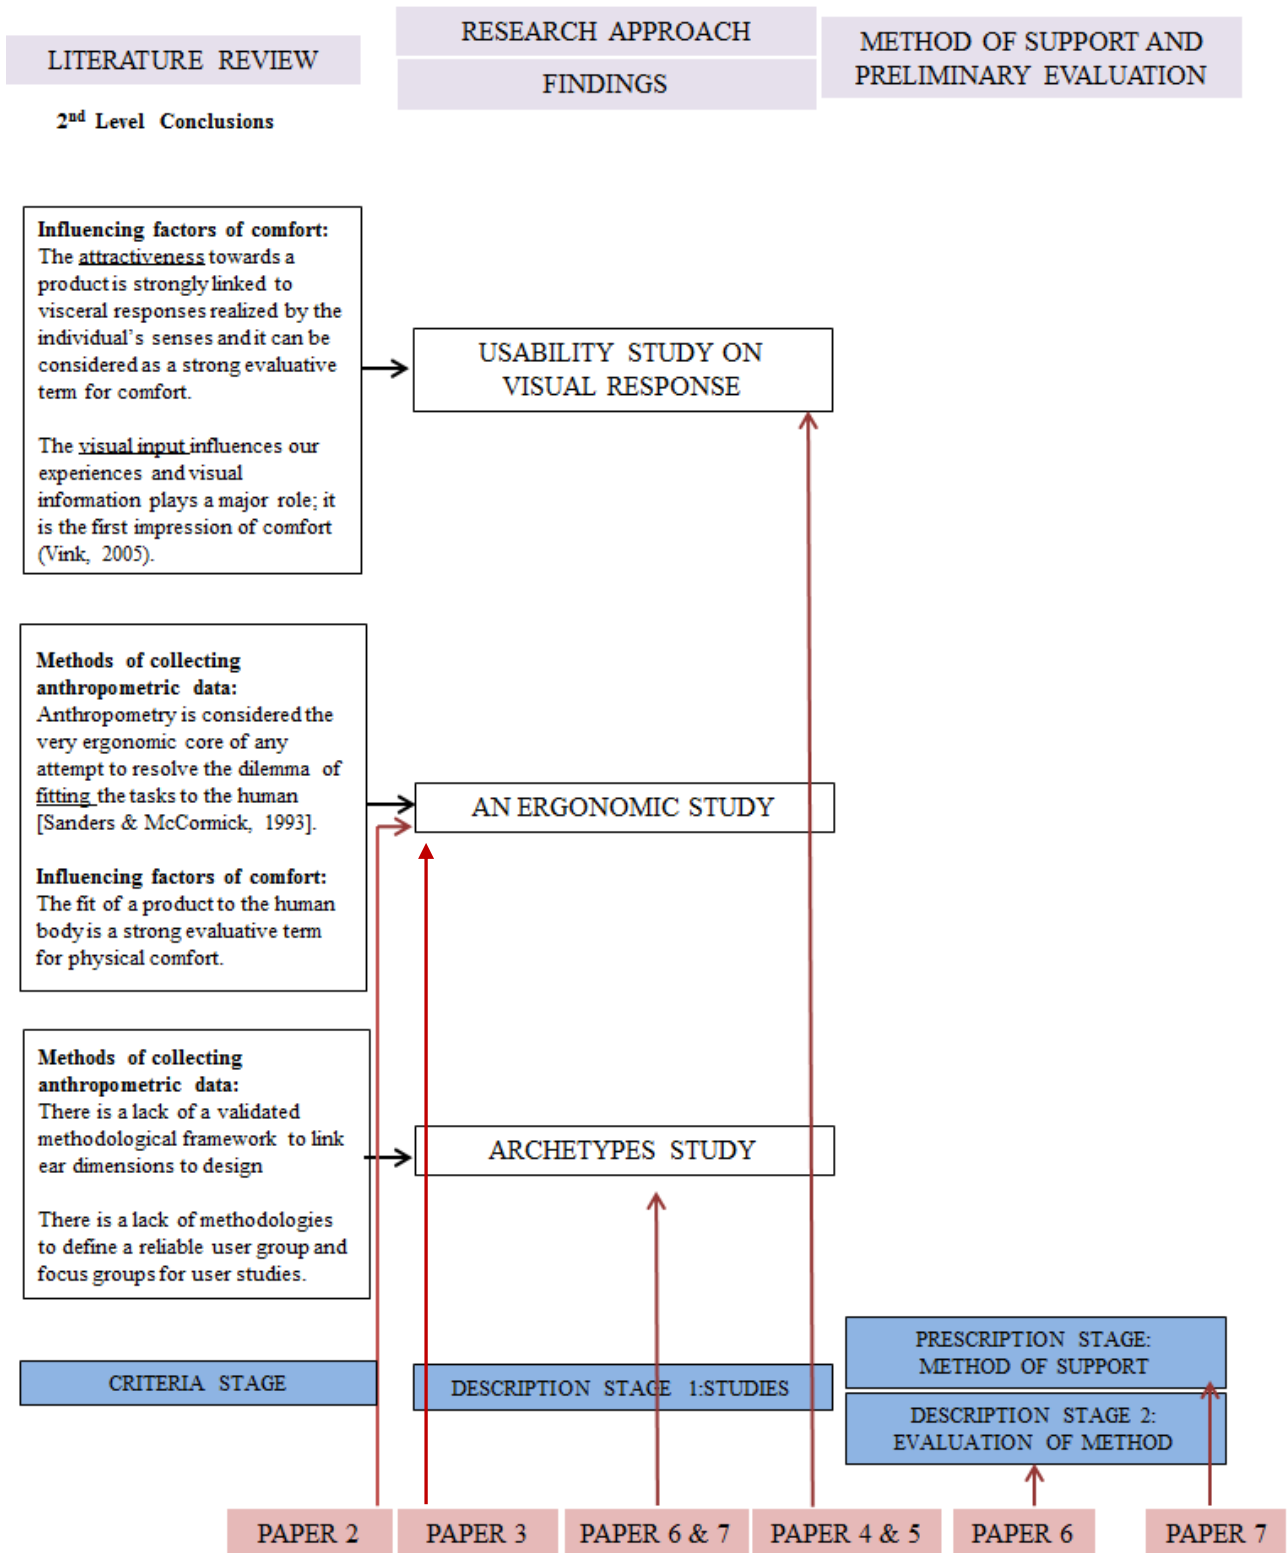 LITERATURE REVIEW
RESEARCH APPROACH
FINDINGS
METHOD OF SUPPORT AND
PRELIMINARY EVALUATION
2nd Level Conclusions
Influencing factors of comfort:
The attractiveness towards a
product is strongly linked to
visceral responses realized by the
individual's senses and it can be
considered as a strong evaluative
term for comfort.
The visual input influences our
experiences and visual
information plays a major role; it
is the first impression of comfort
(Vink, 2005).
USABILITY STUDY ON
VISUAL RESPONSE
Methods of collecting
anthropometric data:
Anthropometry is considered the
very ergonomic core of any
attempt to resolve the dilemma of
fitting the tasks to the human
[Sanders & McCormick, 1993].
Influencing factors of comfort:
The fit of a product to the human
body is a strong evaluative term
for physical comfort.
AN ERGONOMIC STUDY
Methods of collecting
anthropometric data:
There is a lack of a validated
methodological framework to link
ear dimensions to design
There is a lack of methodologies
to define a reliable user group and
focus groups for user studies.
ARCHETYPES STUDY
CRITERIA STAGE
DESCRIPTION STAGE 1:STUDIES
PRESCRIPTION STAGE:
METHOD OF SUPPORT
DESCRIPTION STAGE 2:
EVALUATION OF METHOD
PAPER 2
PAPER 3
PAPER 6 & 7
PAPER 4 & 5
PAPER 6
PAPER 7